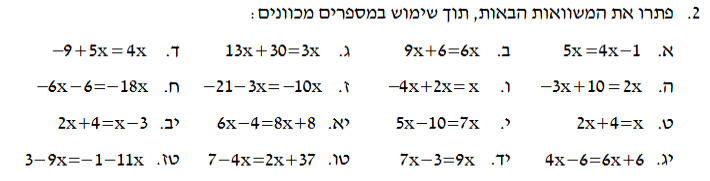 2. פתרו את המשוואות הבאות, תוך שימוש במספרים מכוונים:
א. 5x=4x−1 ב. 9x+6=6x ג. 13x+30=3x ד. −9+5x=4x
ה. −3x+10=2x ו. −4x+2x=x ז. −21−3x=−10x ח. −6x−6=−18x
ט. 2x+4=x י. 5x−10=7x יא. 6x−4=8x+8 יב. 2x+4=x−3
יג. 4x−6=6x+6 יד. 7x−3=9x טו. 7−4x=2x+37 טז. 3−9x=−1−11x